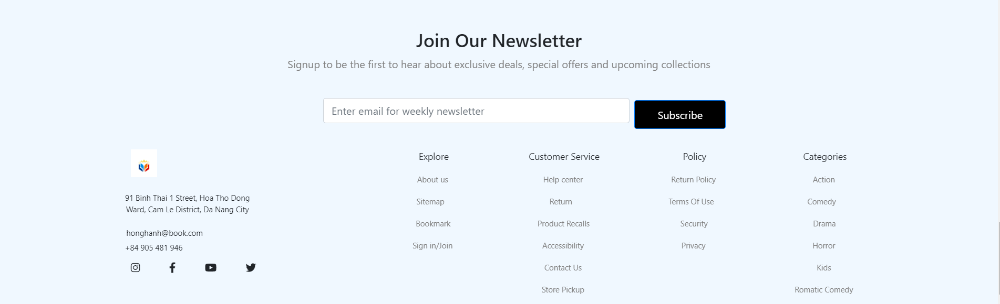 Join Our Newsletter
Signup to be the first to hear about exclusive deals, special offers and upcoming collections
Enter email for weekly newsletter
Subscribe
91 Binh Thai 1 Street, Hoa Tho Dong
Ward, Cam Le District, Da Nang City
honghanh@book.com
+84 905 481 946
Explore
About us
Sitemap
Bookmark
Sign in/Join
Customer Service
Help center
Return
Product Recalls
Accessibility
Contact Us
Store Pickup
Policy
Return Policy
Terms Of Use
Security
Privacy
Categories
Action
Comedy
Drama
Horror
Kids
Romatic Comedy